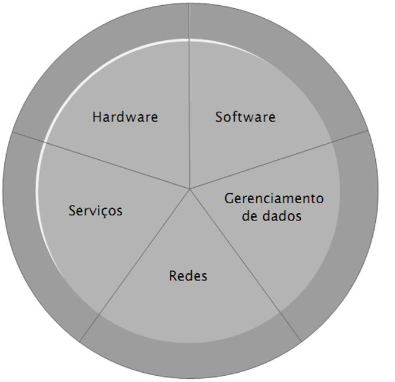 Hardware
Software
Serviços
Gerenciamento
de dados
Redes